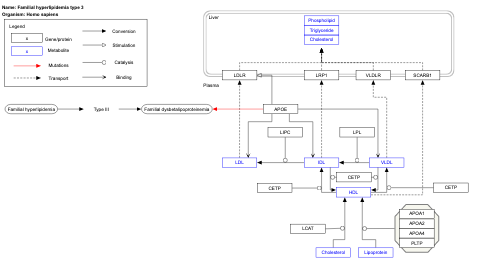 Name: Familial hyperlipidemia type 3
Organism: Homo sapiens
Legend
x Gene/protein
x Metabolite
Mutations
Transport
Conversion
Stimulation
Catalysis
Binding
Liver
Phospholipid
Triglyceride
Cholesterol
LDLR
LRP1
VLDLR
SCARB1
Plasma
Familial hyperlipidemia
Type III
Familial dysbetalipoproteinemia
APOE
LIPC
LPL
LDL
IDL
VLDL
CETP
CETP
HDL
CETP
LCAT
APOA1
APOA2
APOA4
PLTP
Cholesterol
Lipoprotein